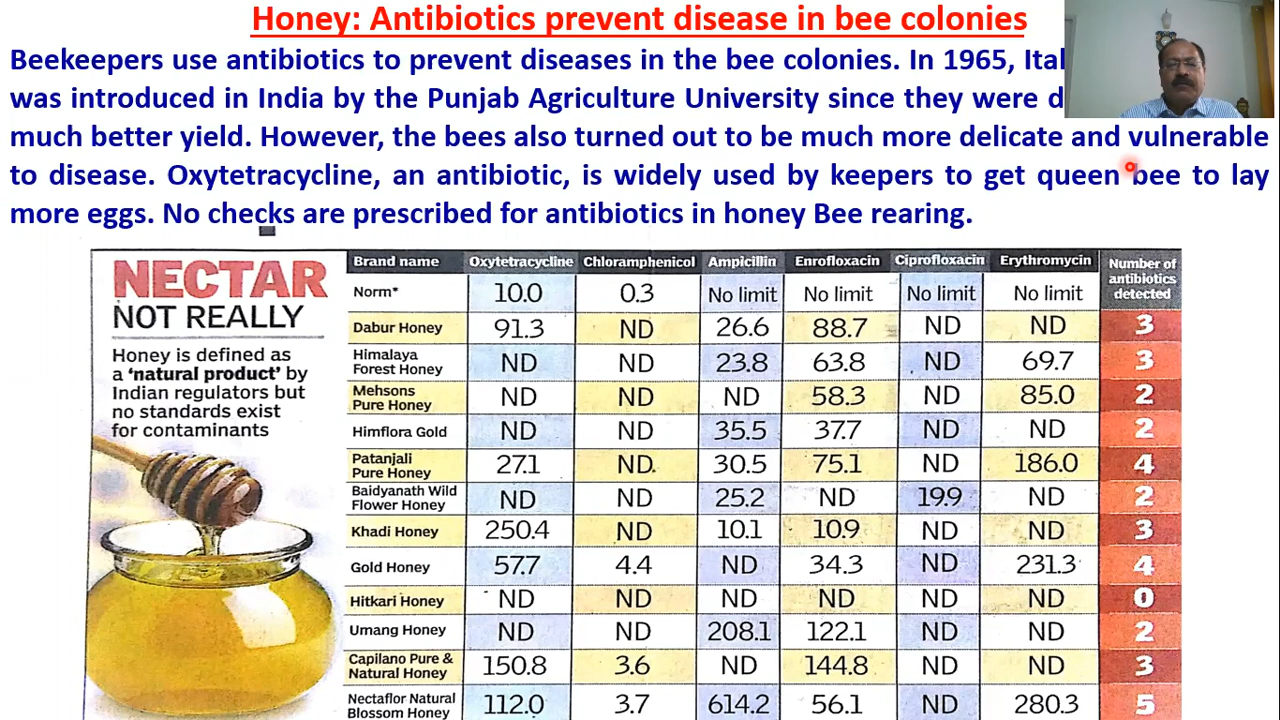 Honey: Antibiotics prevent disease in bee colonies
Beekeepers use antibiotics to prevent diseases in the bee colonies. In 1965,
was introduced in India by the Punjab Agriculture University since they were
much better yield. However, the bees also turned out to be much more delicate and vulnerable
to disease. Oxytetracycline, an antibiotic, is widely used by keepers to get queen bee to lay
more eggs. No checks are prescribed for antibiotics in honey Bee rearing.
NECTAR
NOT REALLY
Honey is defined as
a 'natural product' by
Indian regulators but
no standards exist
for contaminants
Brand name Oxytetracycline Chloramphenicol Ampicillin Enrofloxacin Ciprofloxacin Erythromycin Number of antibiotics detected
Norm* 10.0 0.3 No limit No limit No limit No limit
Dabur Honey 91.3 ND 26.6 88.7 ND ND 3
Himalaya Forest Honey ND ND 23.8 63.8 ND 69.7 3
Mehsons Pure Honey ND ND ND 58.3 ND 85.0 2
Himflora Gold ND ND 35.5 37.7 ND ND 2
Patanjali Pure Honey 27.1 ND 30.5 75.1 ND 186.0 4
Baidyanath Wild Flower Honey ND ND 25.2 ND 19.9 ND 2
Khadi Honey 250.4 ND 10.1 10.9 ND ND 3
Gold Honey 57.7 4.4 ND 34.3 ND 231.3 4
Hitkari Honey ND ND ND ND ND ND 0
Umang Honey ND ND 208.1 122.1 ND ND 2
Capilano Pure & Natural Honey 150.8 3.6 ND 144.8 ND ND 3
Nectaflor Natural Blossom Honey 112.0 3.7 614.2 56.1 ND 280.3 5